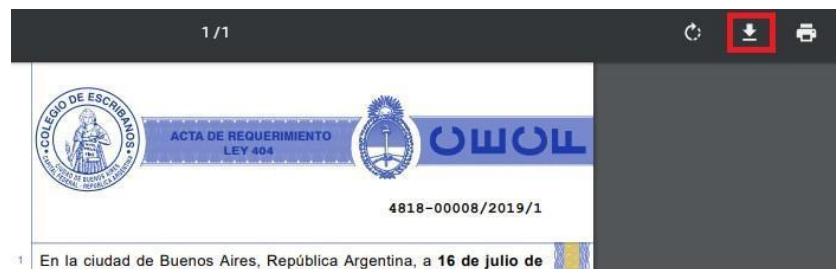 1 / 1
COLEGIO DE ESCRIBANOS
CAPITAL FEDERAL - REPUBLICA ARGENTINA
CIUDAD DE BUENOS AIRES
ACTA DE REQUERIMIENTO
LEY 404
CECF
4818-00008/2019/1
1 En la ciudad de Buenos Aires, República Argentina, a 16 de julio de